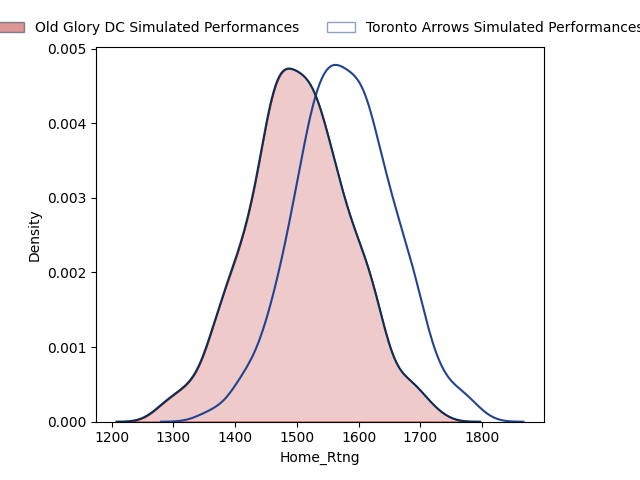 Old Glory DC Simulated Performances Toronto Arrows Simulated Performances
0.005
0.004
0.003
0.002
0.001
0.000
Density
1200 1300 1400 1500 1600 1700 1800
Home_Rtng